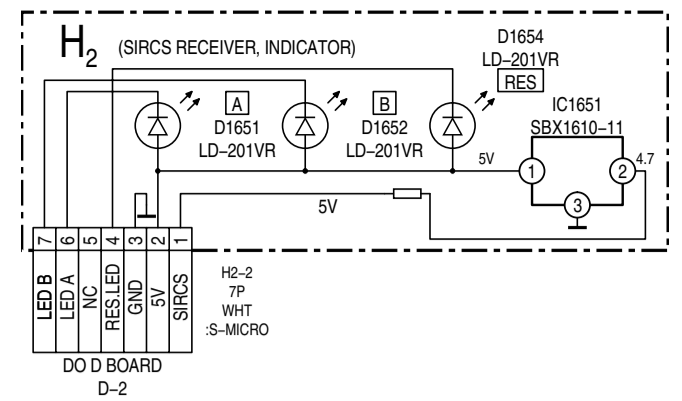 H2 (SIRCS RECEIVER, INDICATOR)
D1654
LD-201VR
RES
A
D1651
LD-201VR
B
D1652
LD-201VR
IC1651
SBX1610-11
5V
1
2
4.7
3
5V
7 6 5 4 3 2 1
LED B
LED A
NC
RES.LED
GND
5V
SIRCS
H2-2
7P
WHT
:S-MICRO
DO D BOARD
D-2